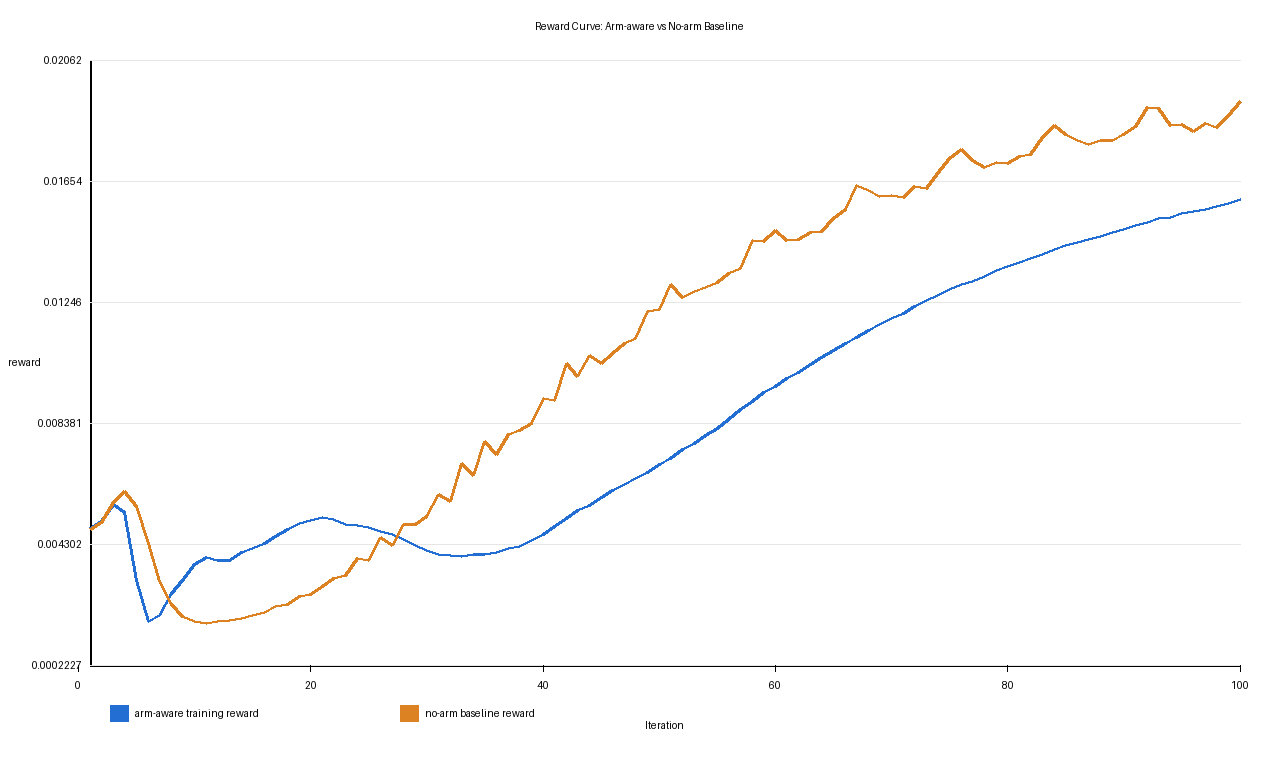 Reward Curve: Arm-aware vs No-arm Baseline
0.02062
0.01654
0.01246
reward
0.008381
0.004302
0.0002227
0 20 40 60 80 100
arm-aware training reward no-arm baseline reward
Iteration